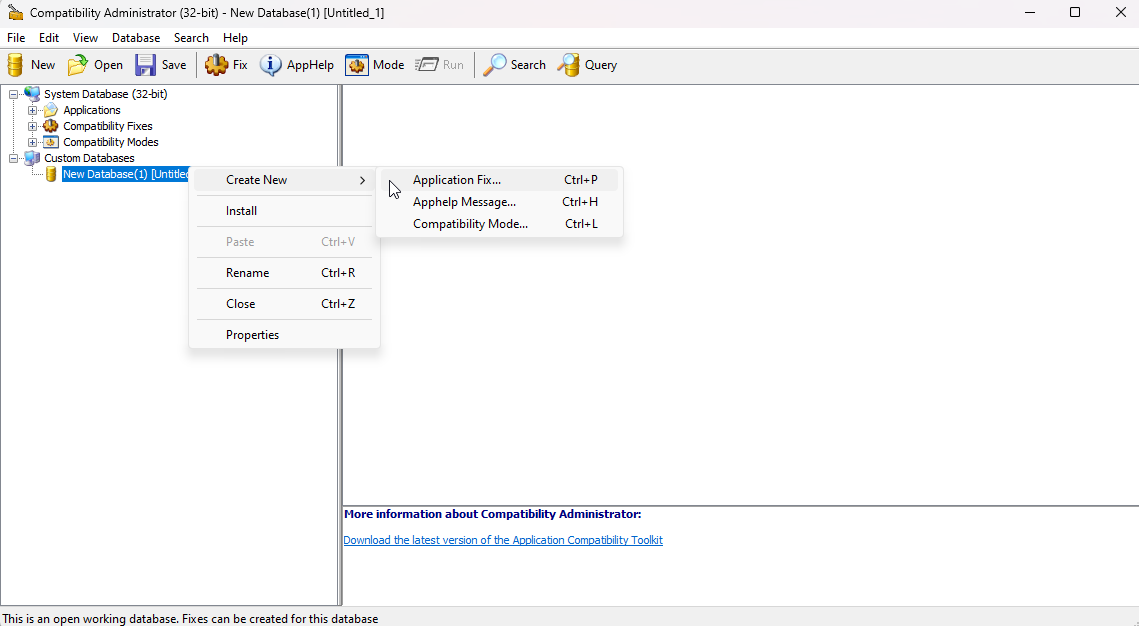 Compatibility Administrator (32-bit) - New Database(1) [Untitled_1]
File Edit View Database Search Help
New Open Save Fix AppHelp Mode Run Search Query
System Database (32-bit)
Applications
Compatibility Fixes
Compatibility Modes
Custom Databases
New Database(1) [Untitled
Create New
Install
Paste Ctrl+V
Rename Ctrl+R
Close Ctrl+Z
Properties
Application Fix... Ctrl+P
Apphelp Message... Ctrl+H
Compatibility Mode... Ctrl+L
More information about Compatibility Administrator:
Download the latest version of the Application Compatibility Toolkit
This is an open working database. Fixes can be created for this database